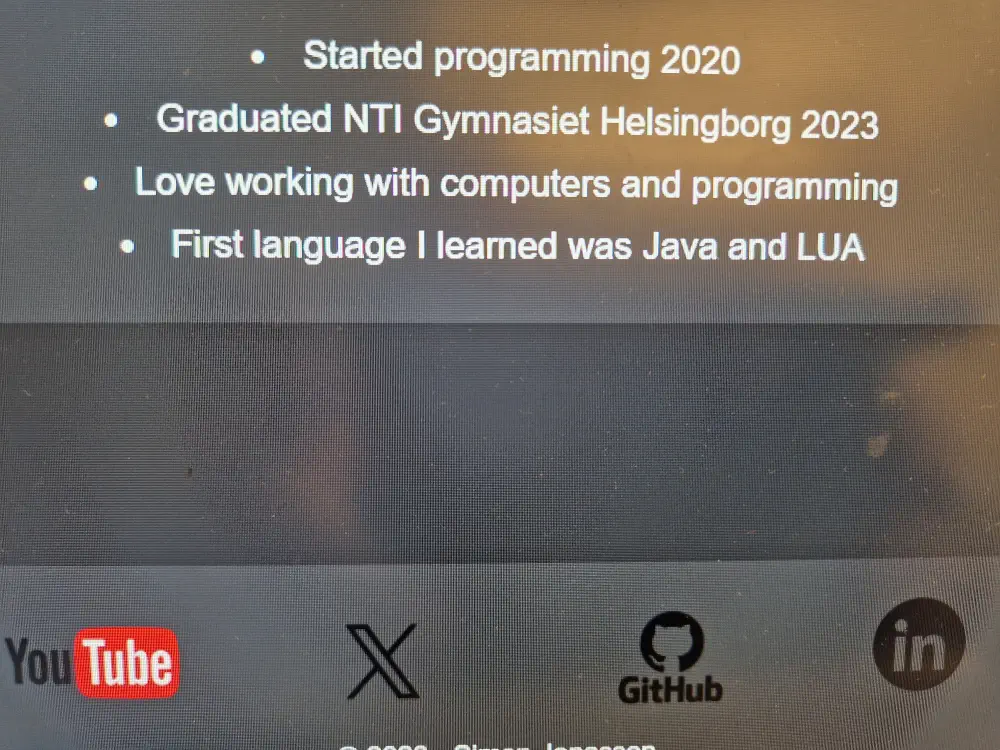 • Started programming 2020
• Graduated NTI Gymnasiet Helsingborg 2023
• Love working with computers and programming
• First language I learned was Java and LUA
YouTube
X
GitHub
in